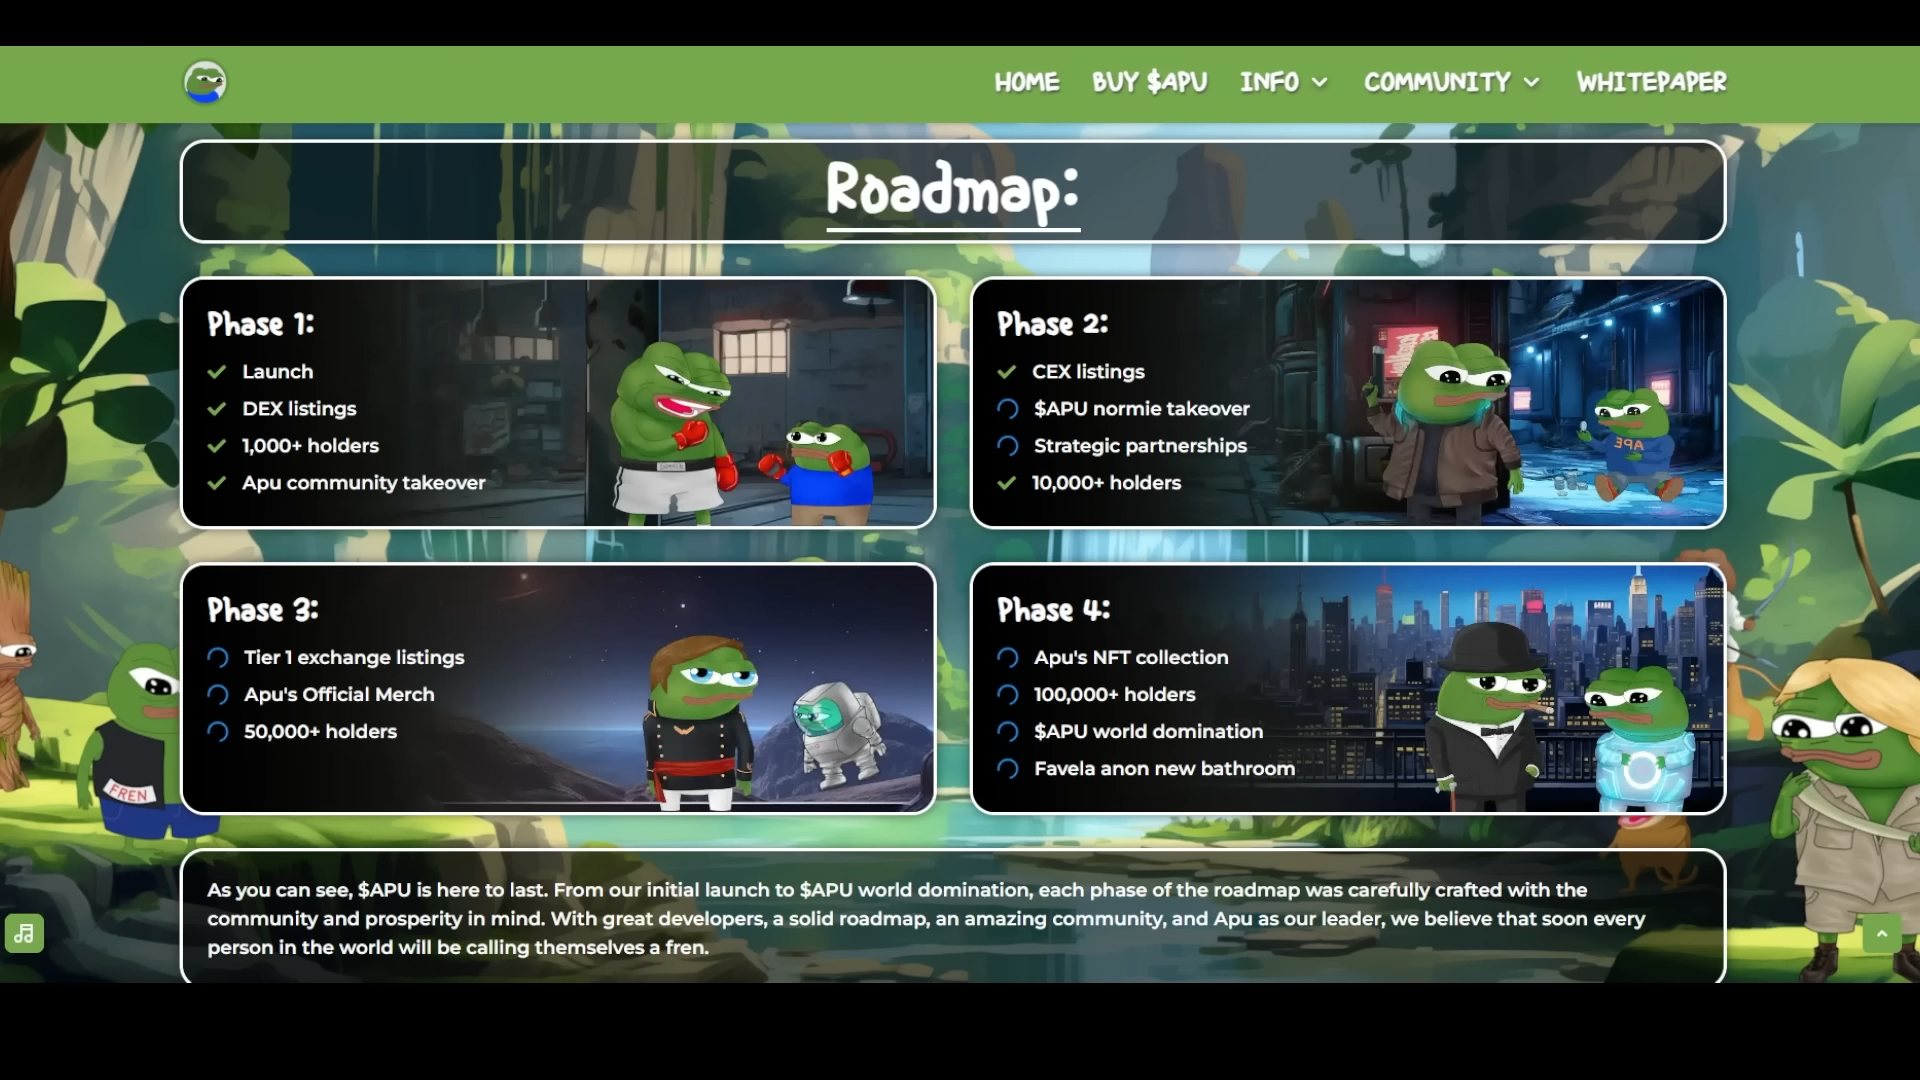 HOME BUY $APU INFO COMMUNITY WHITEPAPER
Roadmap:
Phase 1:
Launch
DEX listings
1,000+ holders
Apu community takeover
Phase 2:
CEX listings
$APU normie takeover
Strategic partnerships
10,000+ holders
APE
Phase 3:
Tier 1 exchange listings
Apu's Official Merch
50,000+ holders
Phase 4:
Apu's NFT collection
100,000+ holders
$APU world domination
Favela anon new bathroom
FREN
As you can see, $APU is here to last. From our initial launch to $APU world domination, each phase of the roadmap was carefully crafted with the
community and prosperity in mind. With great developers, a solid roadmap, an amazing community, and Apu as our leader, we believe that soon every
person in the world will be calling themselves a fren.